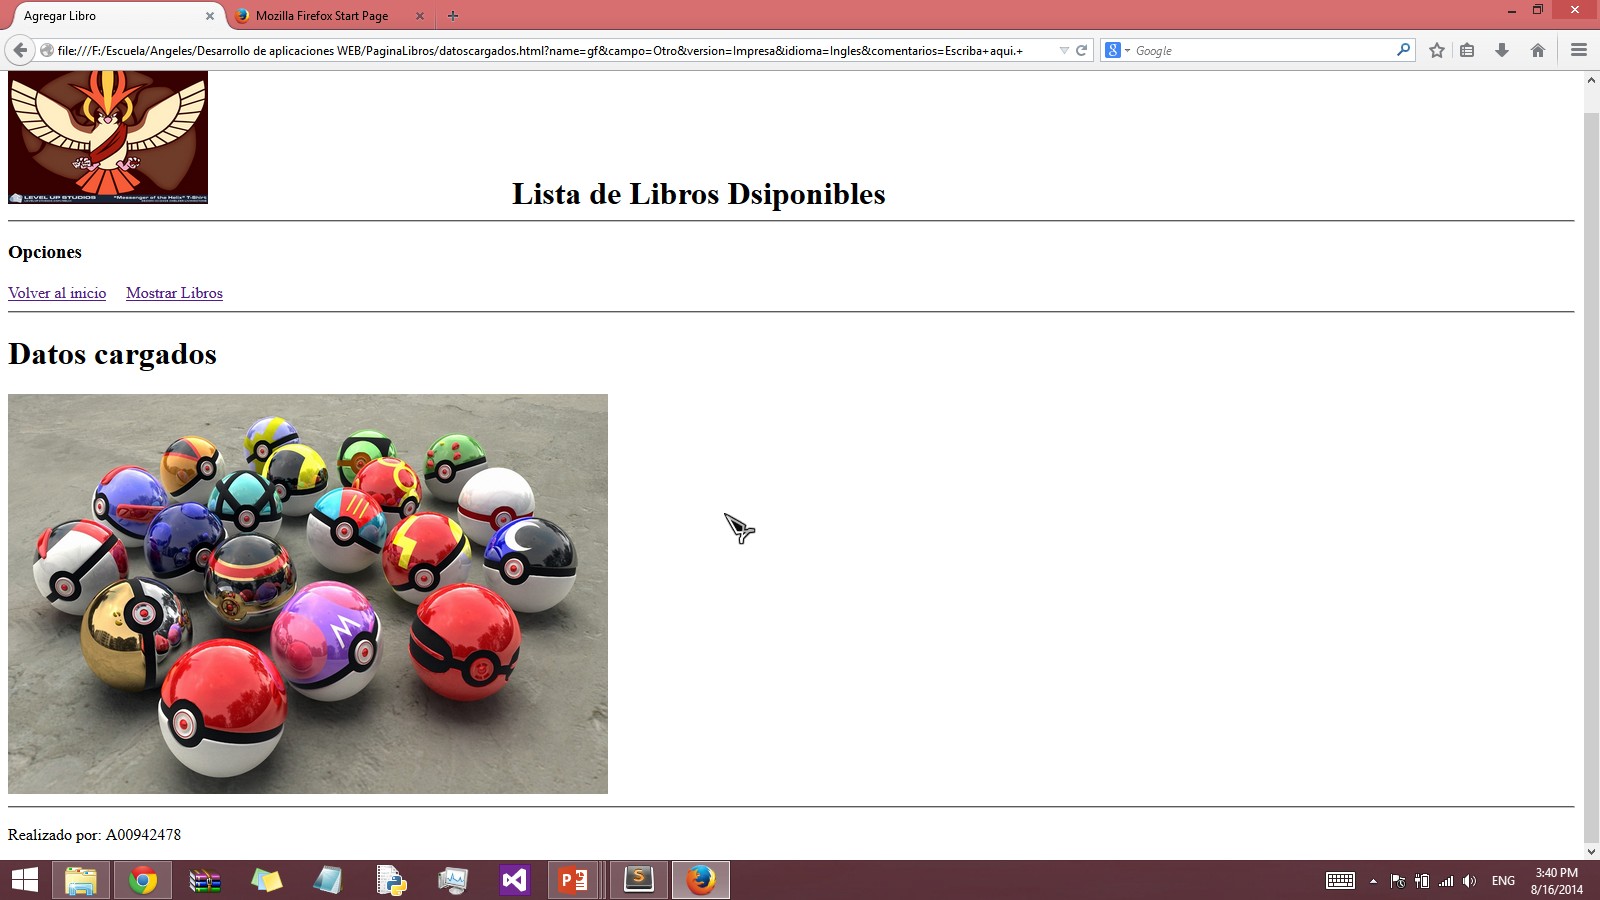 Agregar Libro
Mozilla Firefox Start Page
file:///F:/Escuela/Angeles/Desarrollo de aplicaciones WEB/PaginaLibros/datoscargados.html?name=gf&campo=Otro&version=Impresa&idioma=Ingles&comentarios=Escriba+aqui.+
8
Google
LEVEL UP STUDIOS
"Messenger of the Helix" T-Shirt
Lista de Libros Dsiponibles
Opciones
Volver al inicio
Mostrar Libros
Datos cargados
M
Realizado por: A00942478
P
S
ENG
3:40 PM
8/16/2014